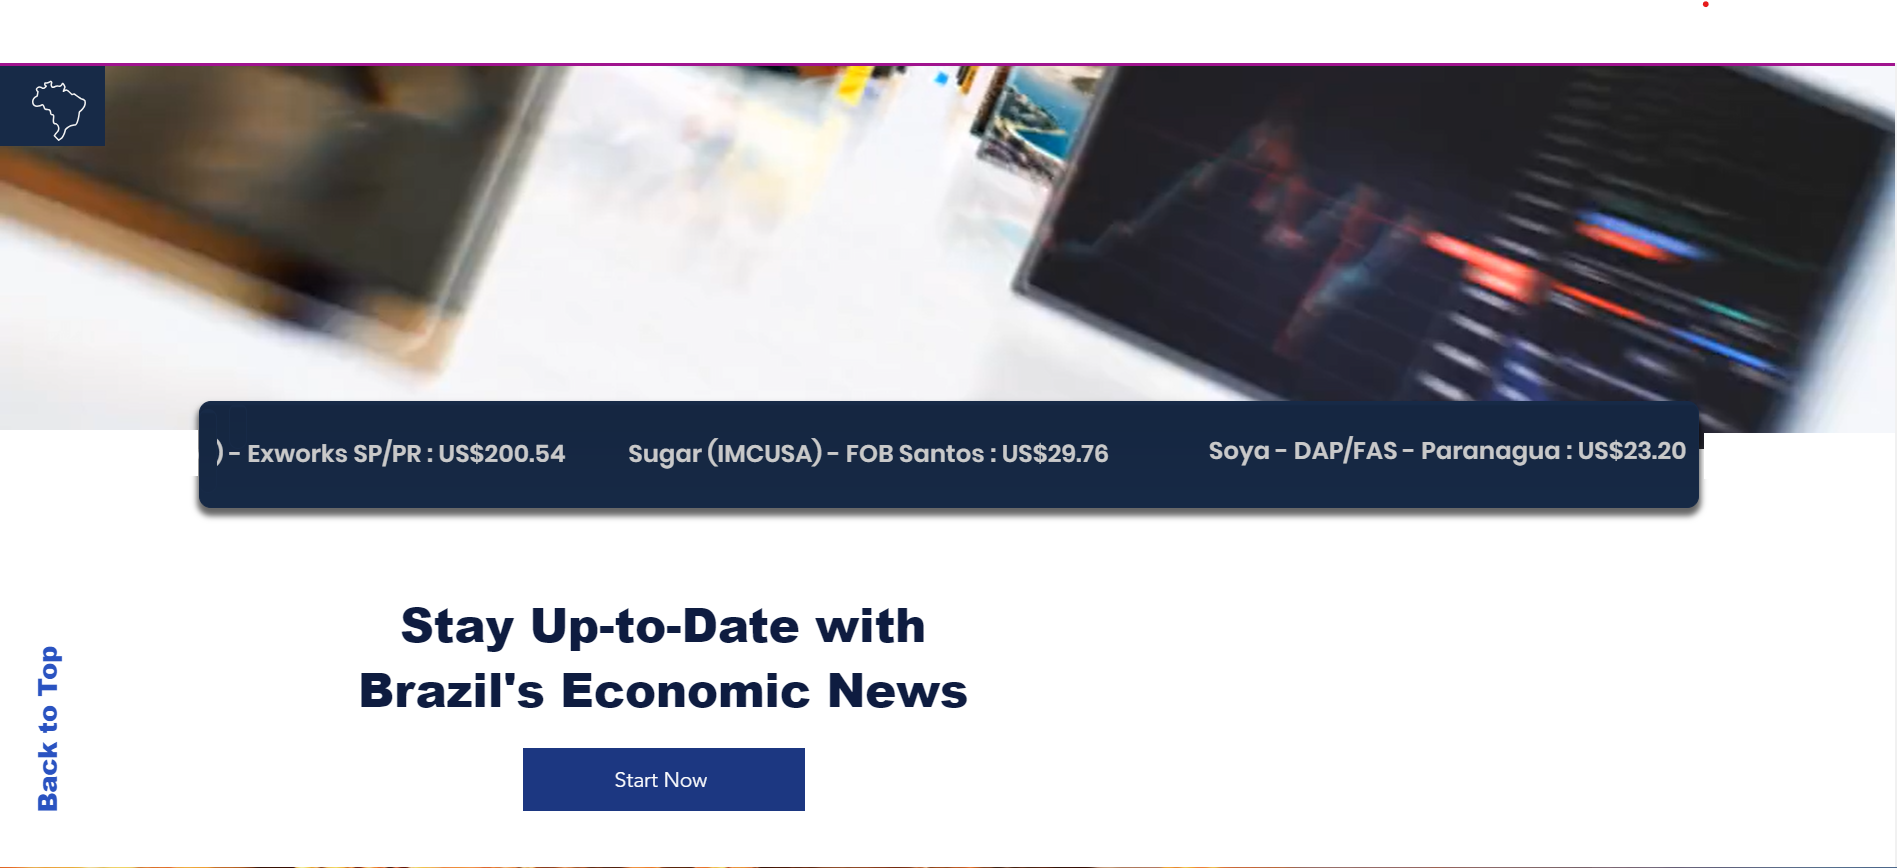 ) - Exworks SP/PR : US$200.54
Sugar (IMCUSA) - FOB Santos : US$29.76
Soya - DAP/FAS - Paranagua : US$23.20
Stay Up-to-Date with
Brazil's Economic News
Start Now
Back to Top